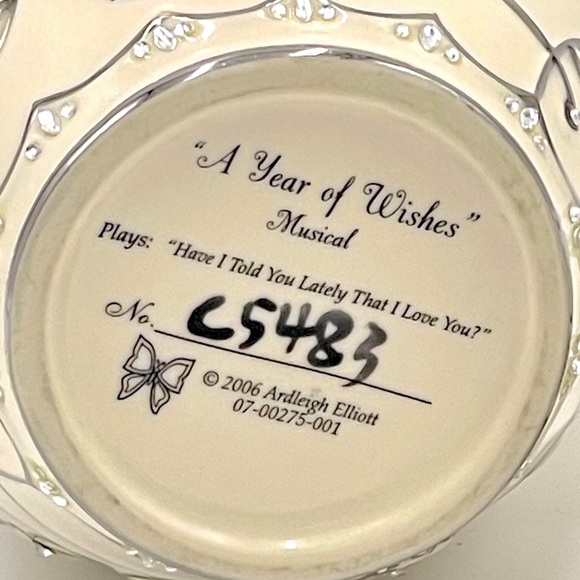 "A Year of Wishes"
Musical
Plays: "Have I Told You Lately That I Love You?"
No. C5483
© 2006 Ardleigh Elliott
07-00275-001